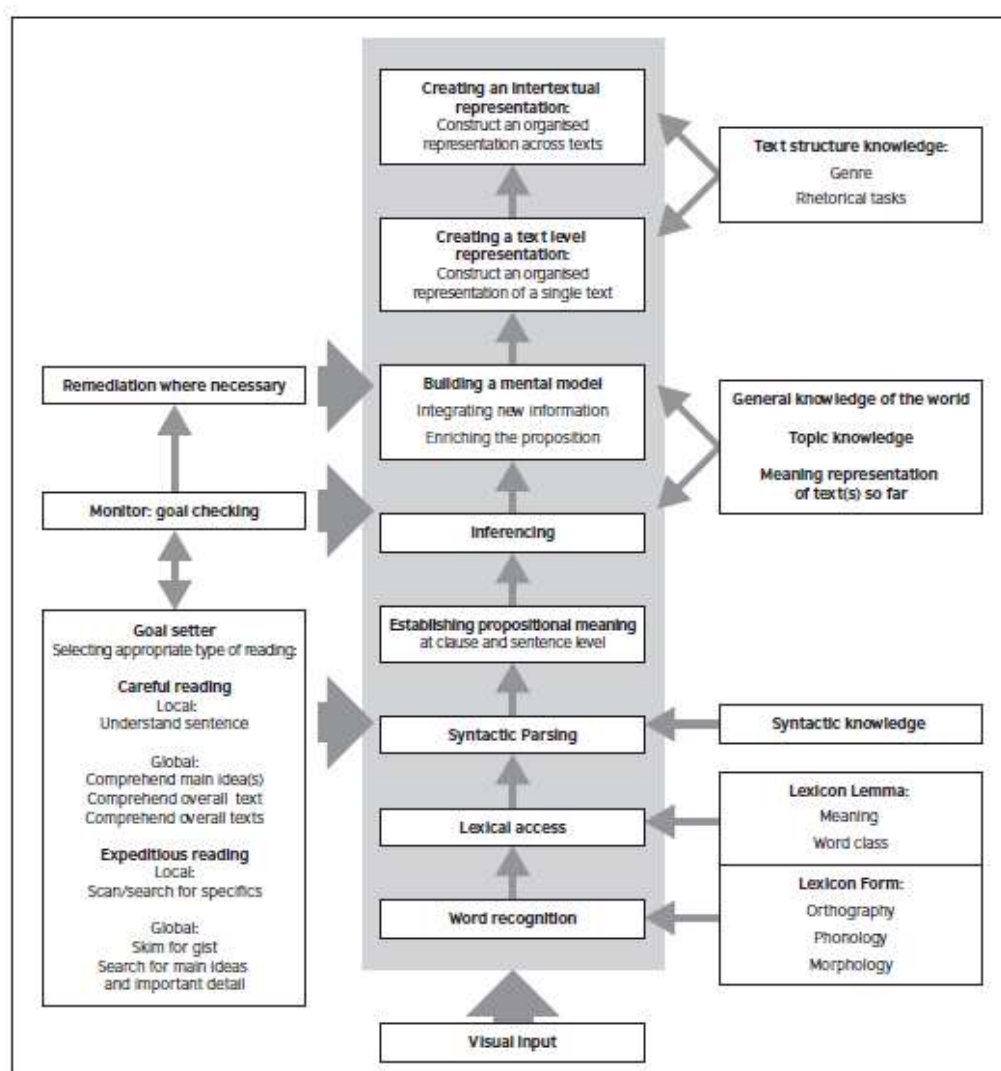 Creating an intertextual
representation:
Construct an organised
representation across texts
Text structure knowledge:
Genre
Rhetorical tasks
Creating a text level
representation:
Construct an organised
representation of a single text
Remediation where necessary
Building a mental model
Integrating new information
Enriching the proposition
General knowledge of the world
Topic knowledge
Meaning representation
of text(s) so far
Monitor: goal checking
Inferencing
Establishing propositional meaning
at clause and sentence level
Goal setter
Selecting appropriate type of reading:
Careful reading
Local:
Understand sentence
Global:
Comprehend main idea(s)
Comprehend overall text
Comprehend overall texts
Expeditious reading
Local:
Scan/search for specifics
Global:
Skim for gist
Search for main ideas
and important detail
Syntactic Parsing
Syntactic knowledge
Lexical access
Lexicon Lemma:
Meaning
Word class
Word recognition
Lexicon Form:
Orthography
Phonology
Morphology
Visual input